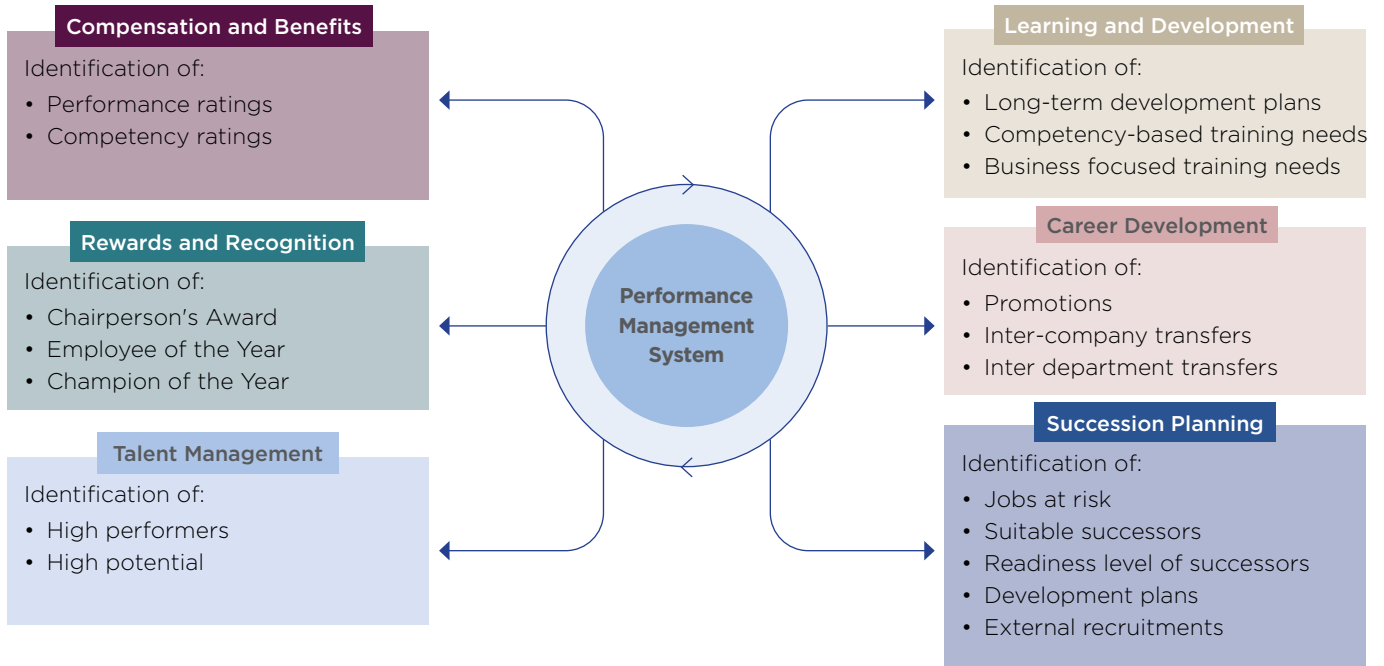 Compensation and Benefits
Identification of:
• Performance ratings
• Competency ratings
Rewards and Recognition
Identification of:
• Chairperson's Award
• Employee of the Year
• Champion of the Year
Talent Management
Identification of:
• High performers
• High potential
Performance
Management
System
Learning and Development
Identification of:
• Long-term development plans
• Competency-based training needs
• Business focused training needs
Career Development
Identification of:
• Promotions
• Inter-company transfers
• Inter department transfers
Succession Planning
Identification of:
• Jobs at risk
• Suitable successors
• Readiness level of successors
• Development plans
• External recruitments